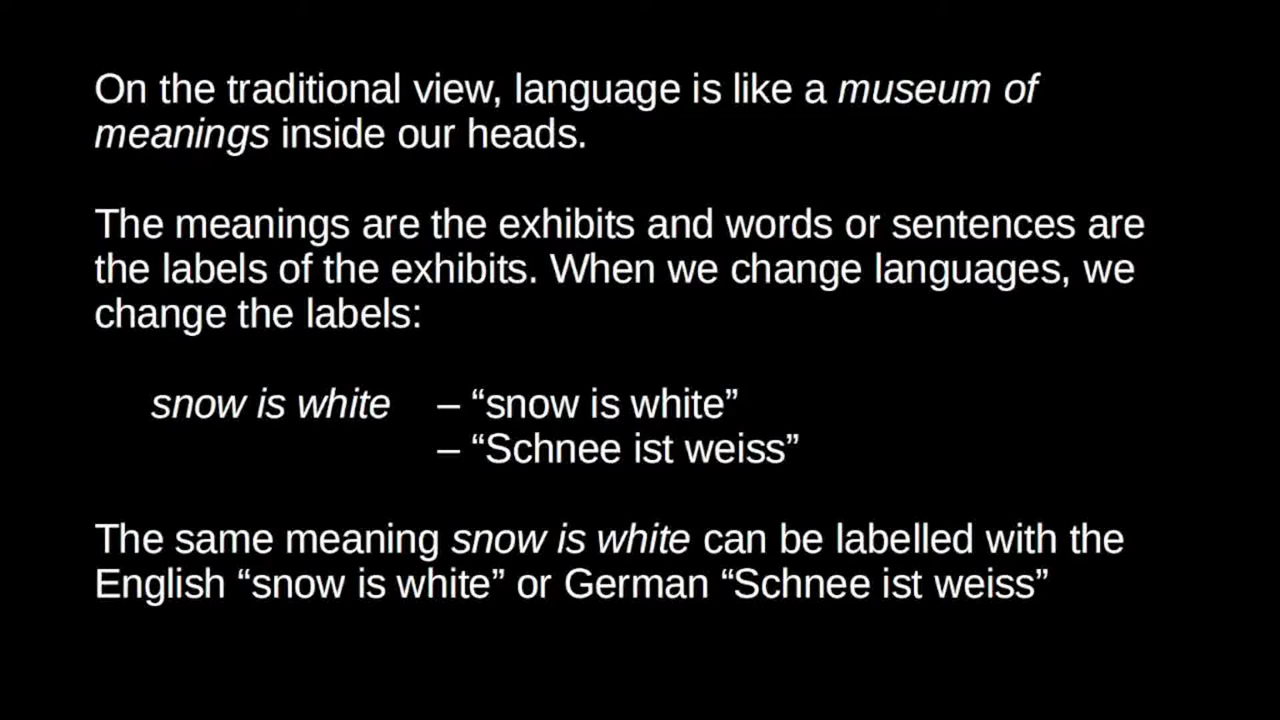 On the traditional view, language is like a museum of
meanings inside our heads.
The meanings are the exhibits and words or sentences are
the labels of the exhibits. When we change languages, we
change the labels:
snow is white – “snow is white”
– “Schnee ist weiss”
The same meaning snow is white can be labelled with the
English “snow is white” or German “Schnee ist weiss”